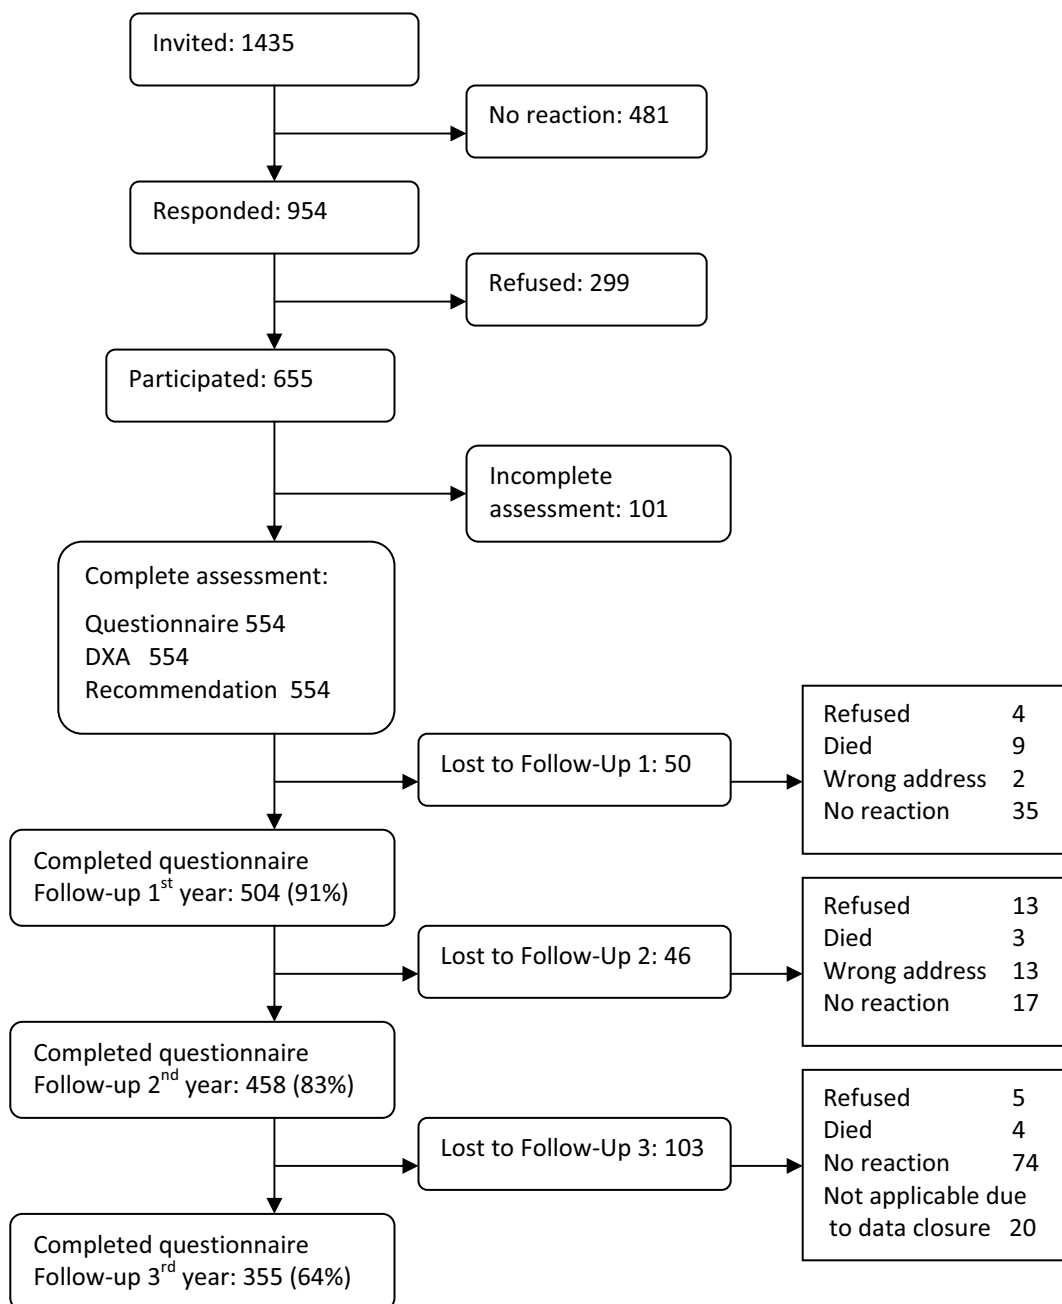 Invited: 1435
No reaction: 481
Responded: 954
Refused: 299
Participated: 655
Incomplete
assessment: 101
Complete assessment:
Questionnaire 554
DXA 554
Recommendation 554
Lost to Follow-Up 1: 50
Refused 4
Died 9
Wrong address 2
No reaction 35
Completed questionnaire
Follow-up 1st year: 504 (91%)
Lost to Follow-Up 2: 46
Refused 13
Died 3
Wrong address 13
No reaction 17
Completed questionnaire
Follow-up 2nd year: 458 (83%)
Lost to Follow-Up 3: 103
Refused 5
Died 4
No reaction 74
Not applicable due
to data closure 20
Completed questionnaire
Follow-up 3rd year: 355 (64%)